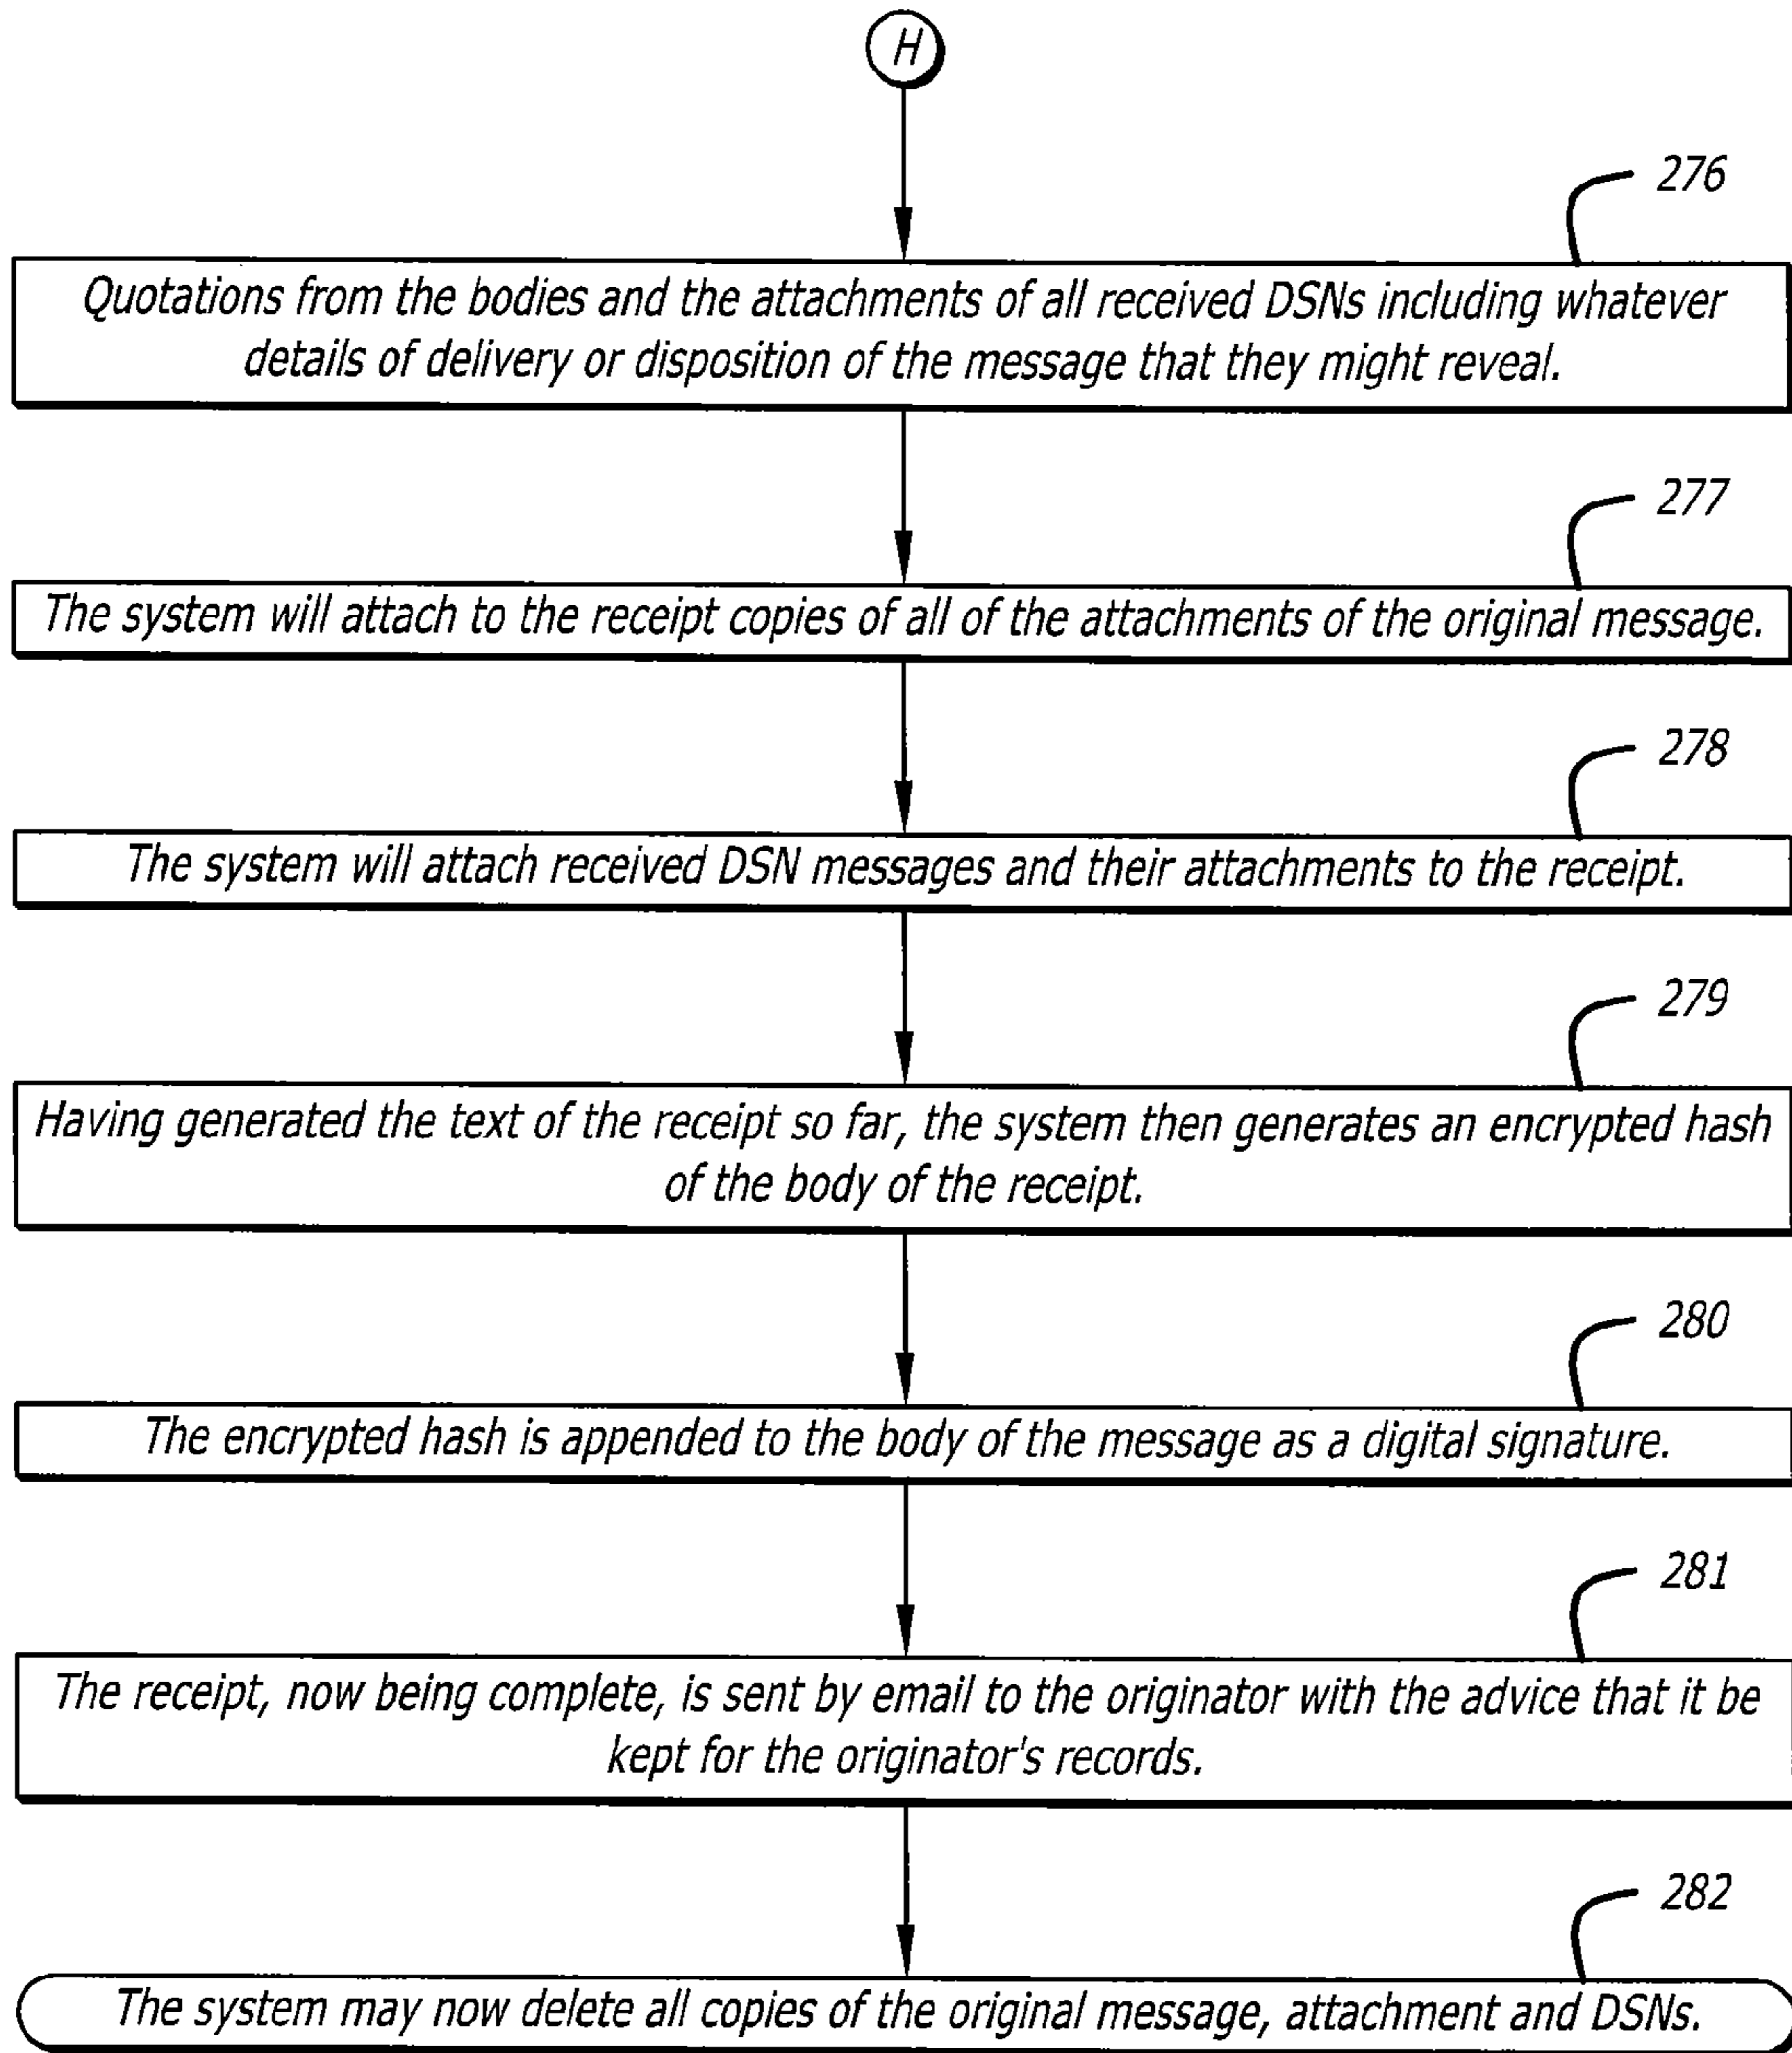 H
276
Quotations from the bodies and the attachments of all received DSNs including whatever
details of delivery or disposition of the message that they might reveal.
277
The system will attach to the receipt copies of all of the attachments of the original message.
278
The system will attach received DSN messages and their attachments to the receipt.
279
Having generated the text of the receipt so far, the system then generates an encrypted hash
of the body of the receipt.
280
The encrypted hash is appended to the body of the message as a digital signature.
281
The receipt, now being complete, is sent by email to the originator with the advice that it be
kept for the originator's records.
282
The system may now delete all copies of the original message, attachment and DSNs.